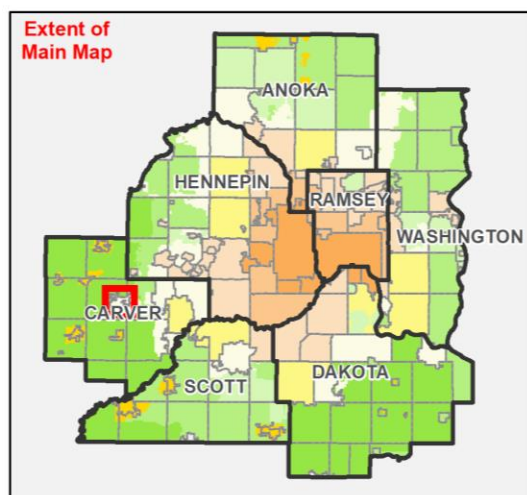 Extent of
Main Map
ANOKA
HENNEPIN
RAMSEY
WASHINGTON
CARVER
SCOTT
DAKOTA